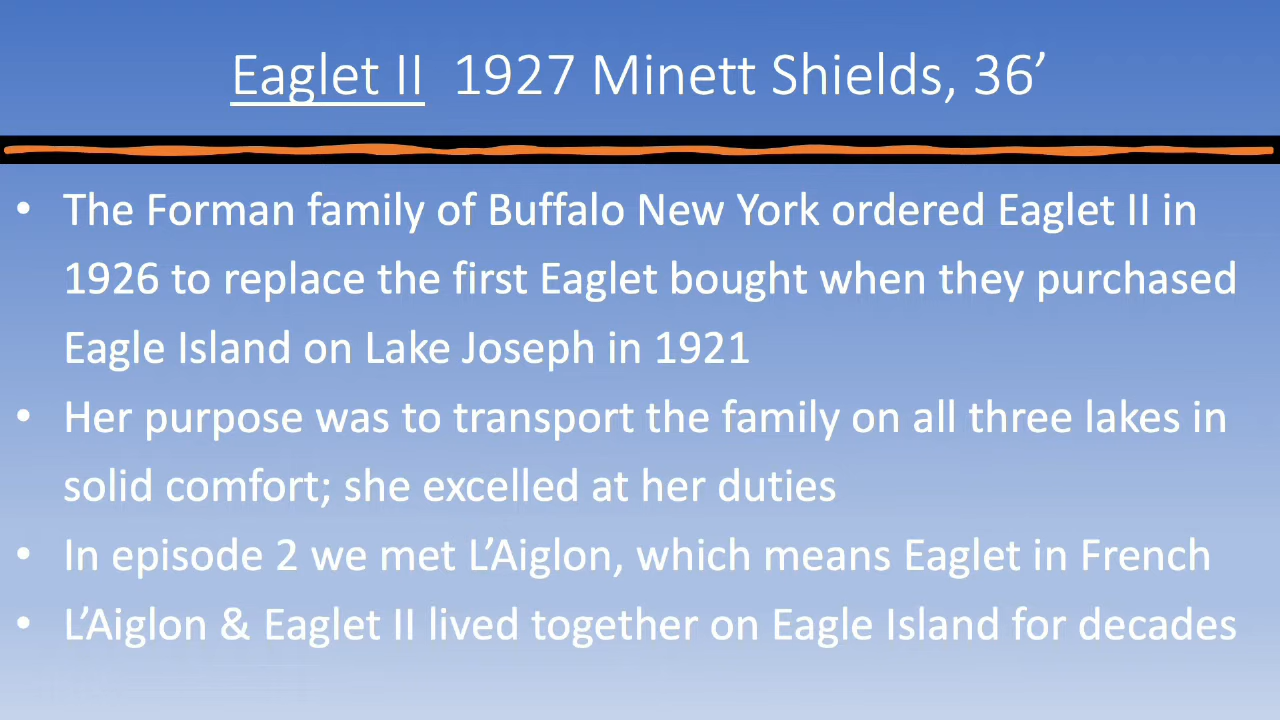 Eaglet II 1927 Minett Shields, 36’
• The Forman family of Buffalo New York ordered Eaglet II in
1926 to replace the first Eaglet bought when they purchased
Eagle Island on Lake Joseph in 1921
• Her purpose was to transport the family on all three lakes in
solid comfort; she excelled at her duties
• In episode 2 we met L’Aiglon, which means Eaglet in French
• L’Aiglon & Eaglet II lived together on Eagle Island for decades